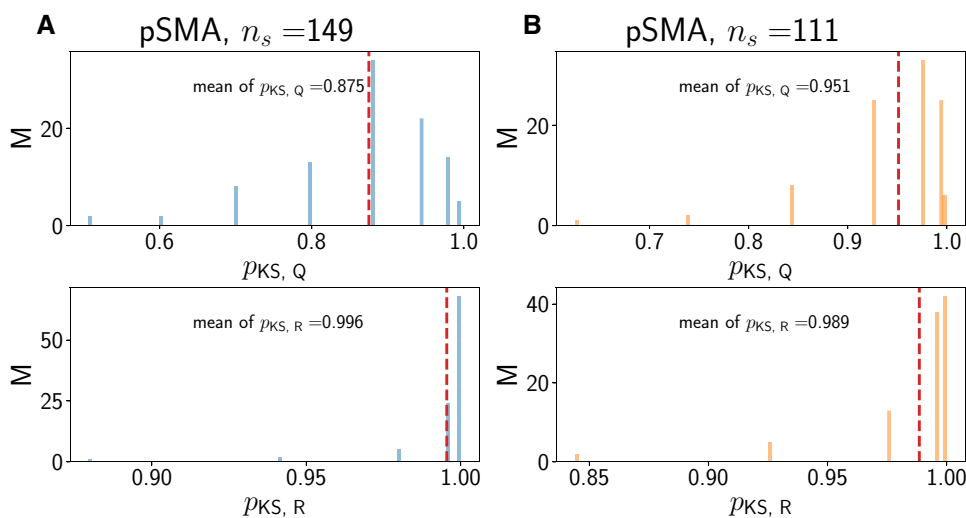 A
pSMA, n_s =149
mean of p_KS, Q =0.875
M
20
0
0.6
0.8
1.0
p_KS, Q
B
pSMA, n_s =111
mean of p_KS, Q =0.951
M
20
0
0.7
0.8
0.9
1.0
p_KS, Q
mean of p_KS, R =0.996
M
50
25
0
0.90
0.95
1.00
p_KS, R
mean of p_KS, R =0.989
M
40
20
0
0.85
0.90
0.95
1.00
p_KS, R